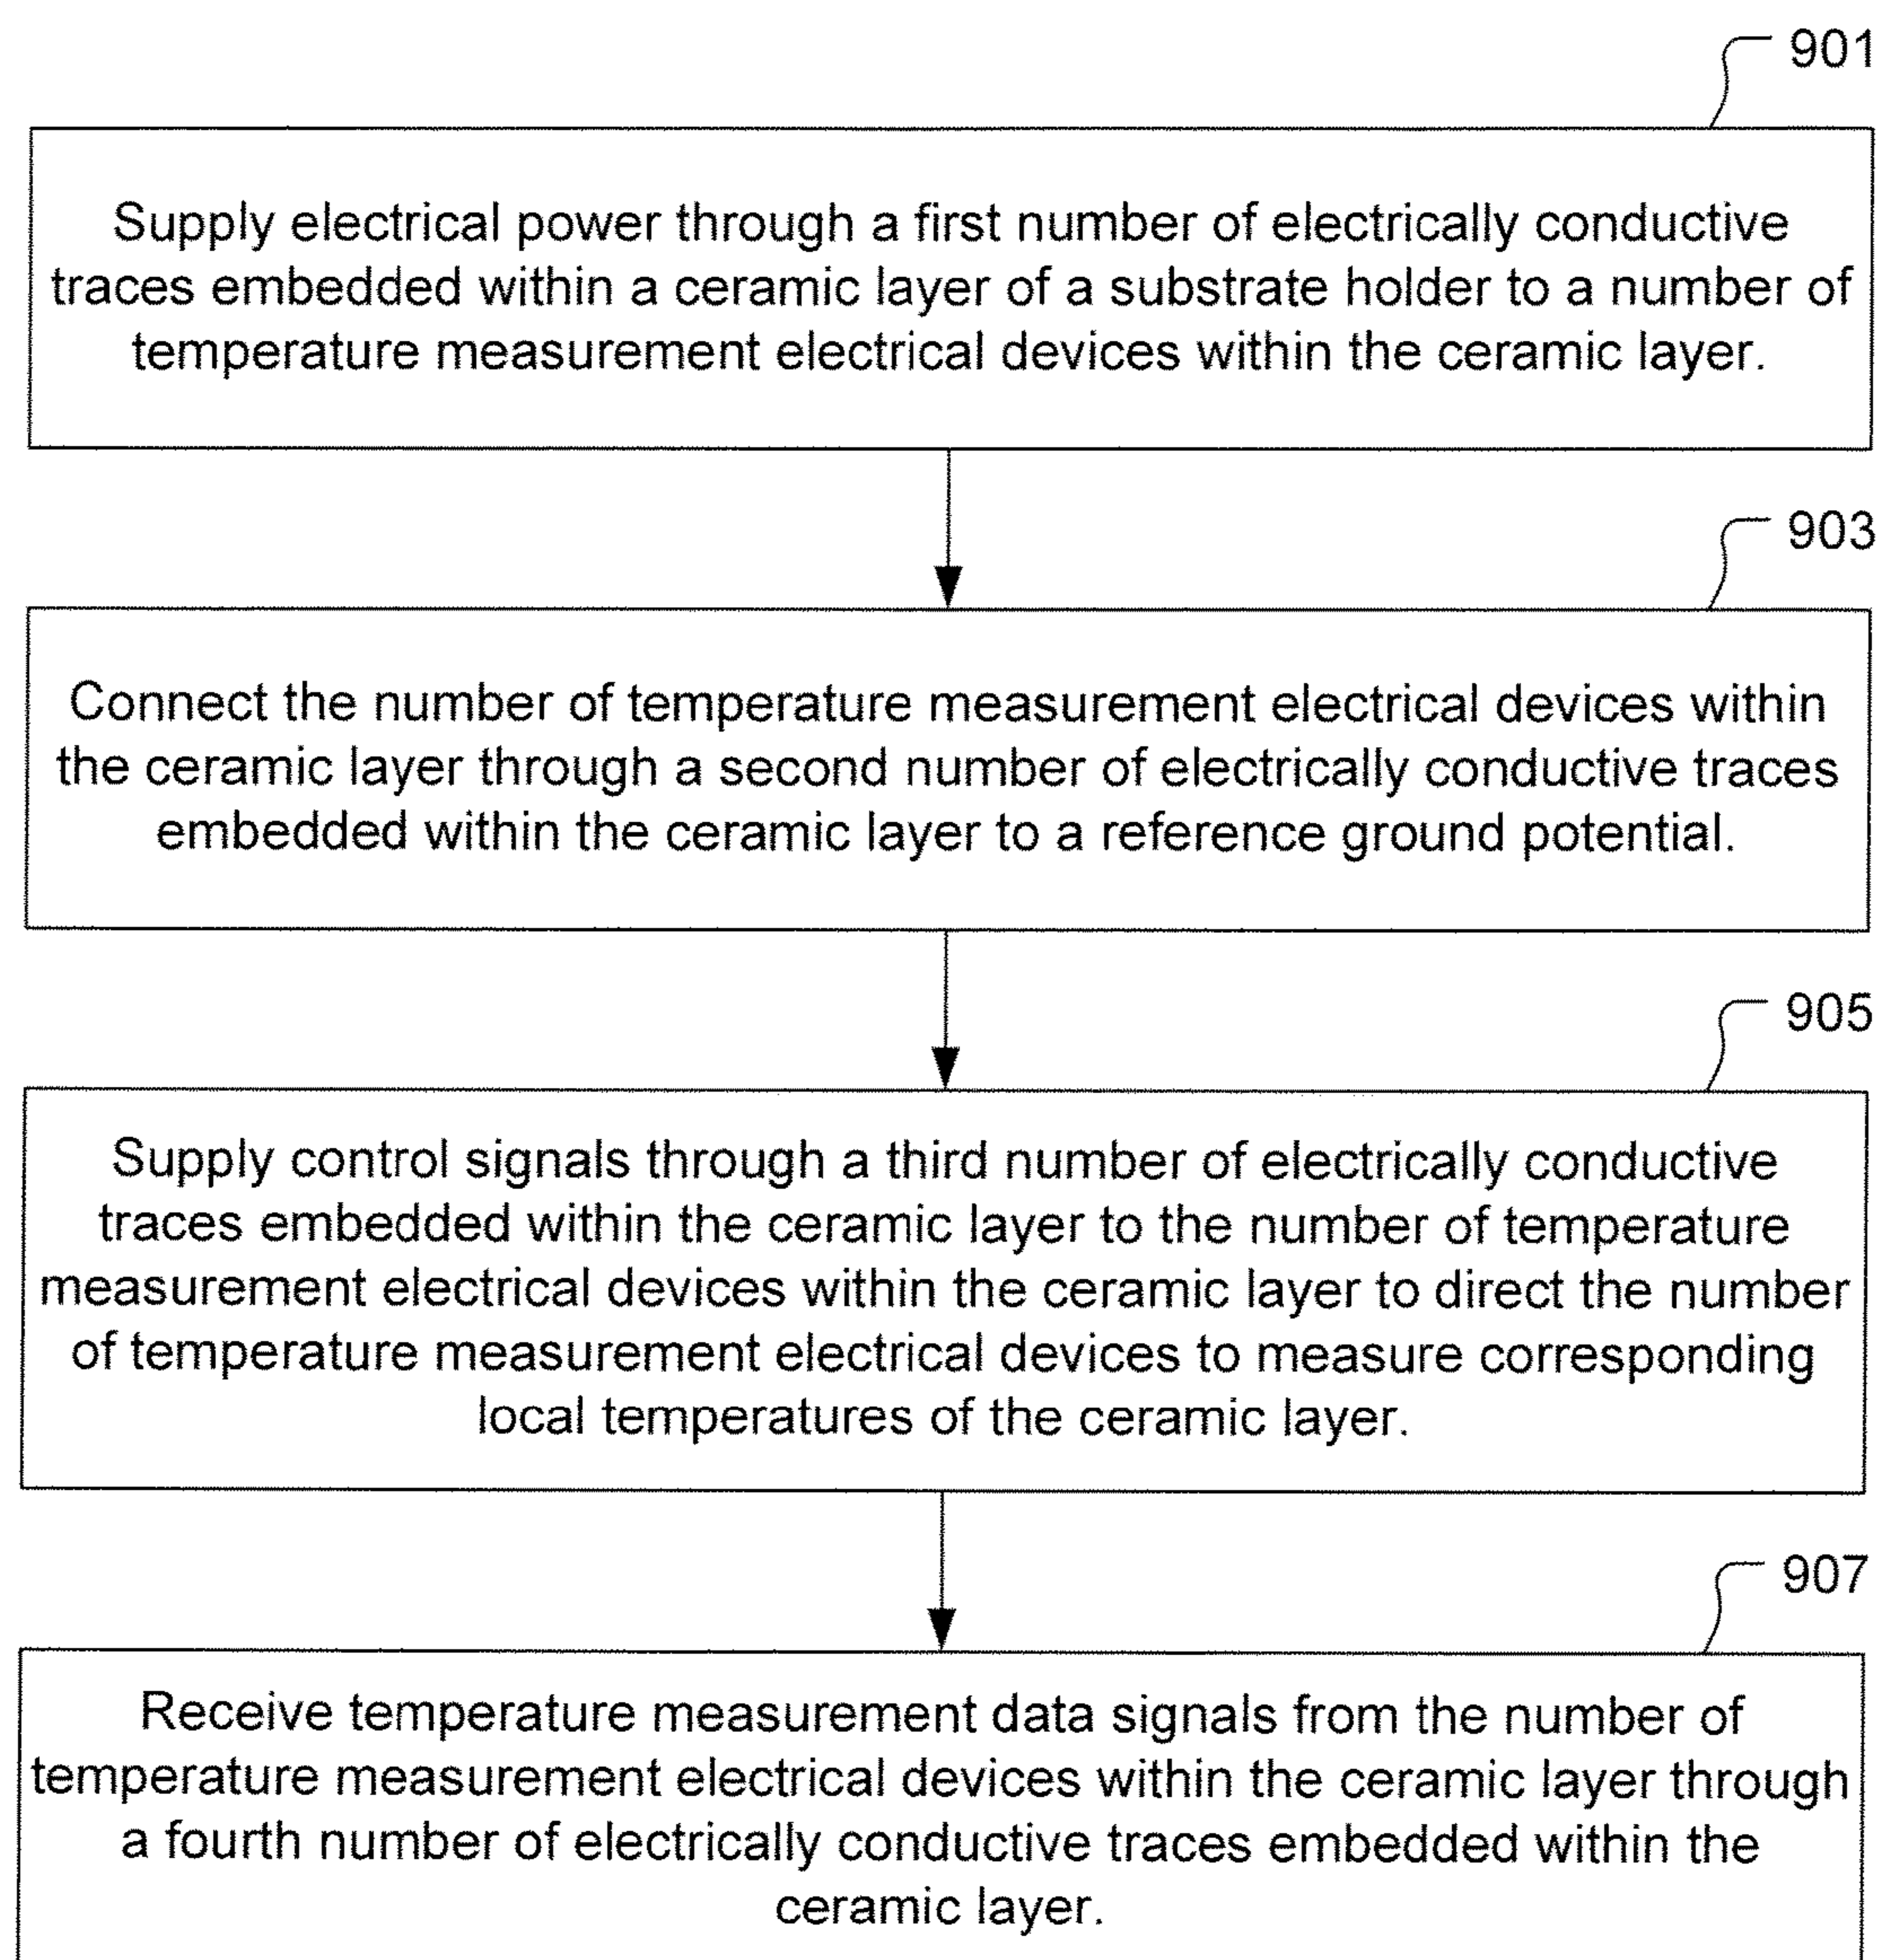 901
Supply electrical power through a first number of electrically conductive
traces embedded within a ceramic layer of a substrate holder to a number of
temperature measurement electrical devices within the ceramic layer.
903
Connect the number of temperature measurement electrical devices within
the ceramic layer through a second number of electrically conductive traces
embedded within the ceramic layer to a reference ground potential.
905
Supply control signals through a third number of electrically conductive
traces embedded within the ceramic layer to the number of temperature
measurement electrical devices within the ceramic layer to direct the number
of temperature measurement electrical devices to measure corresponding
local temperatures of the ceramic layer.
907
Receive temperature measurement data signals from the number of
temperature measurement electrical devices within the ceramic layer through
a fourth number of electrically conductive traces embedded within the
ceramic layer.